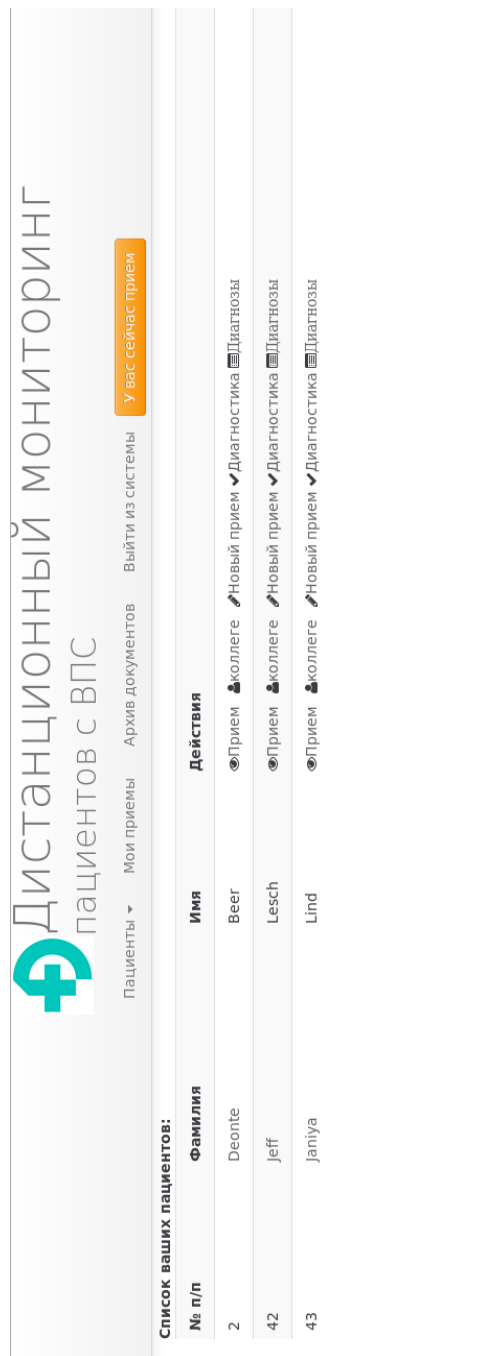 Дистанционный мониторинг
пациентов с ВПС
Пациенты Мои приемы Архив документов Выйти из системы У вас сейчас прием
Список ваших пациентов:
№ п/п Фамилия Имя Действия
2 Deonte Beer Прием коллеге Новый прием Диагностика Диагнозы
42 Jeff Lesch Прием коллеге Новый прием Диагностика Диагнозы
43 Janiya Lind Прием коллеге Новый прием Диагностика Диагнозы